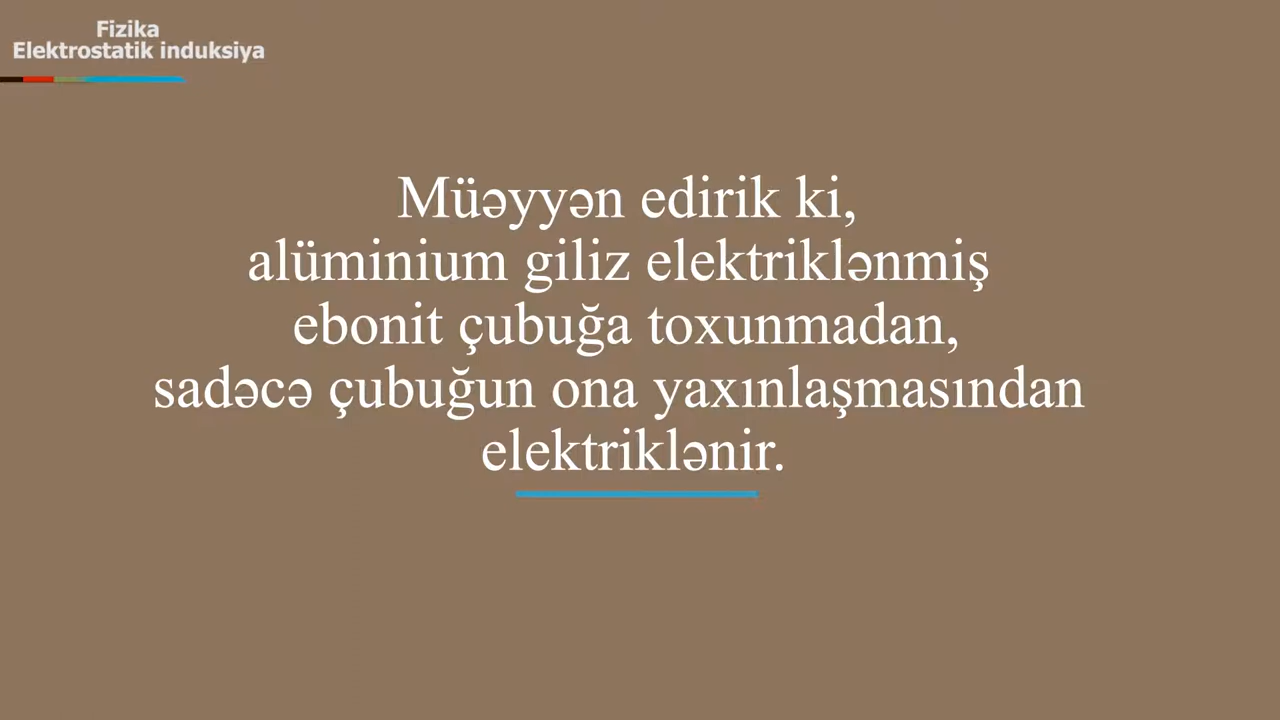 Fizika
Elektrostatik induksiya
Müəyyən edirik ki,
alüminium giliz elektriklənmiş
ebonit çubuğa toxunmadan,
sadəcə çubuğun ona yaxınlaşmasından
elektriklənir.